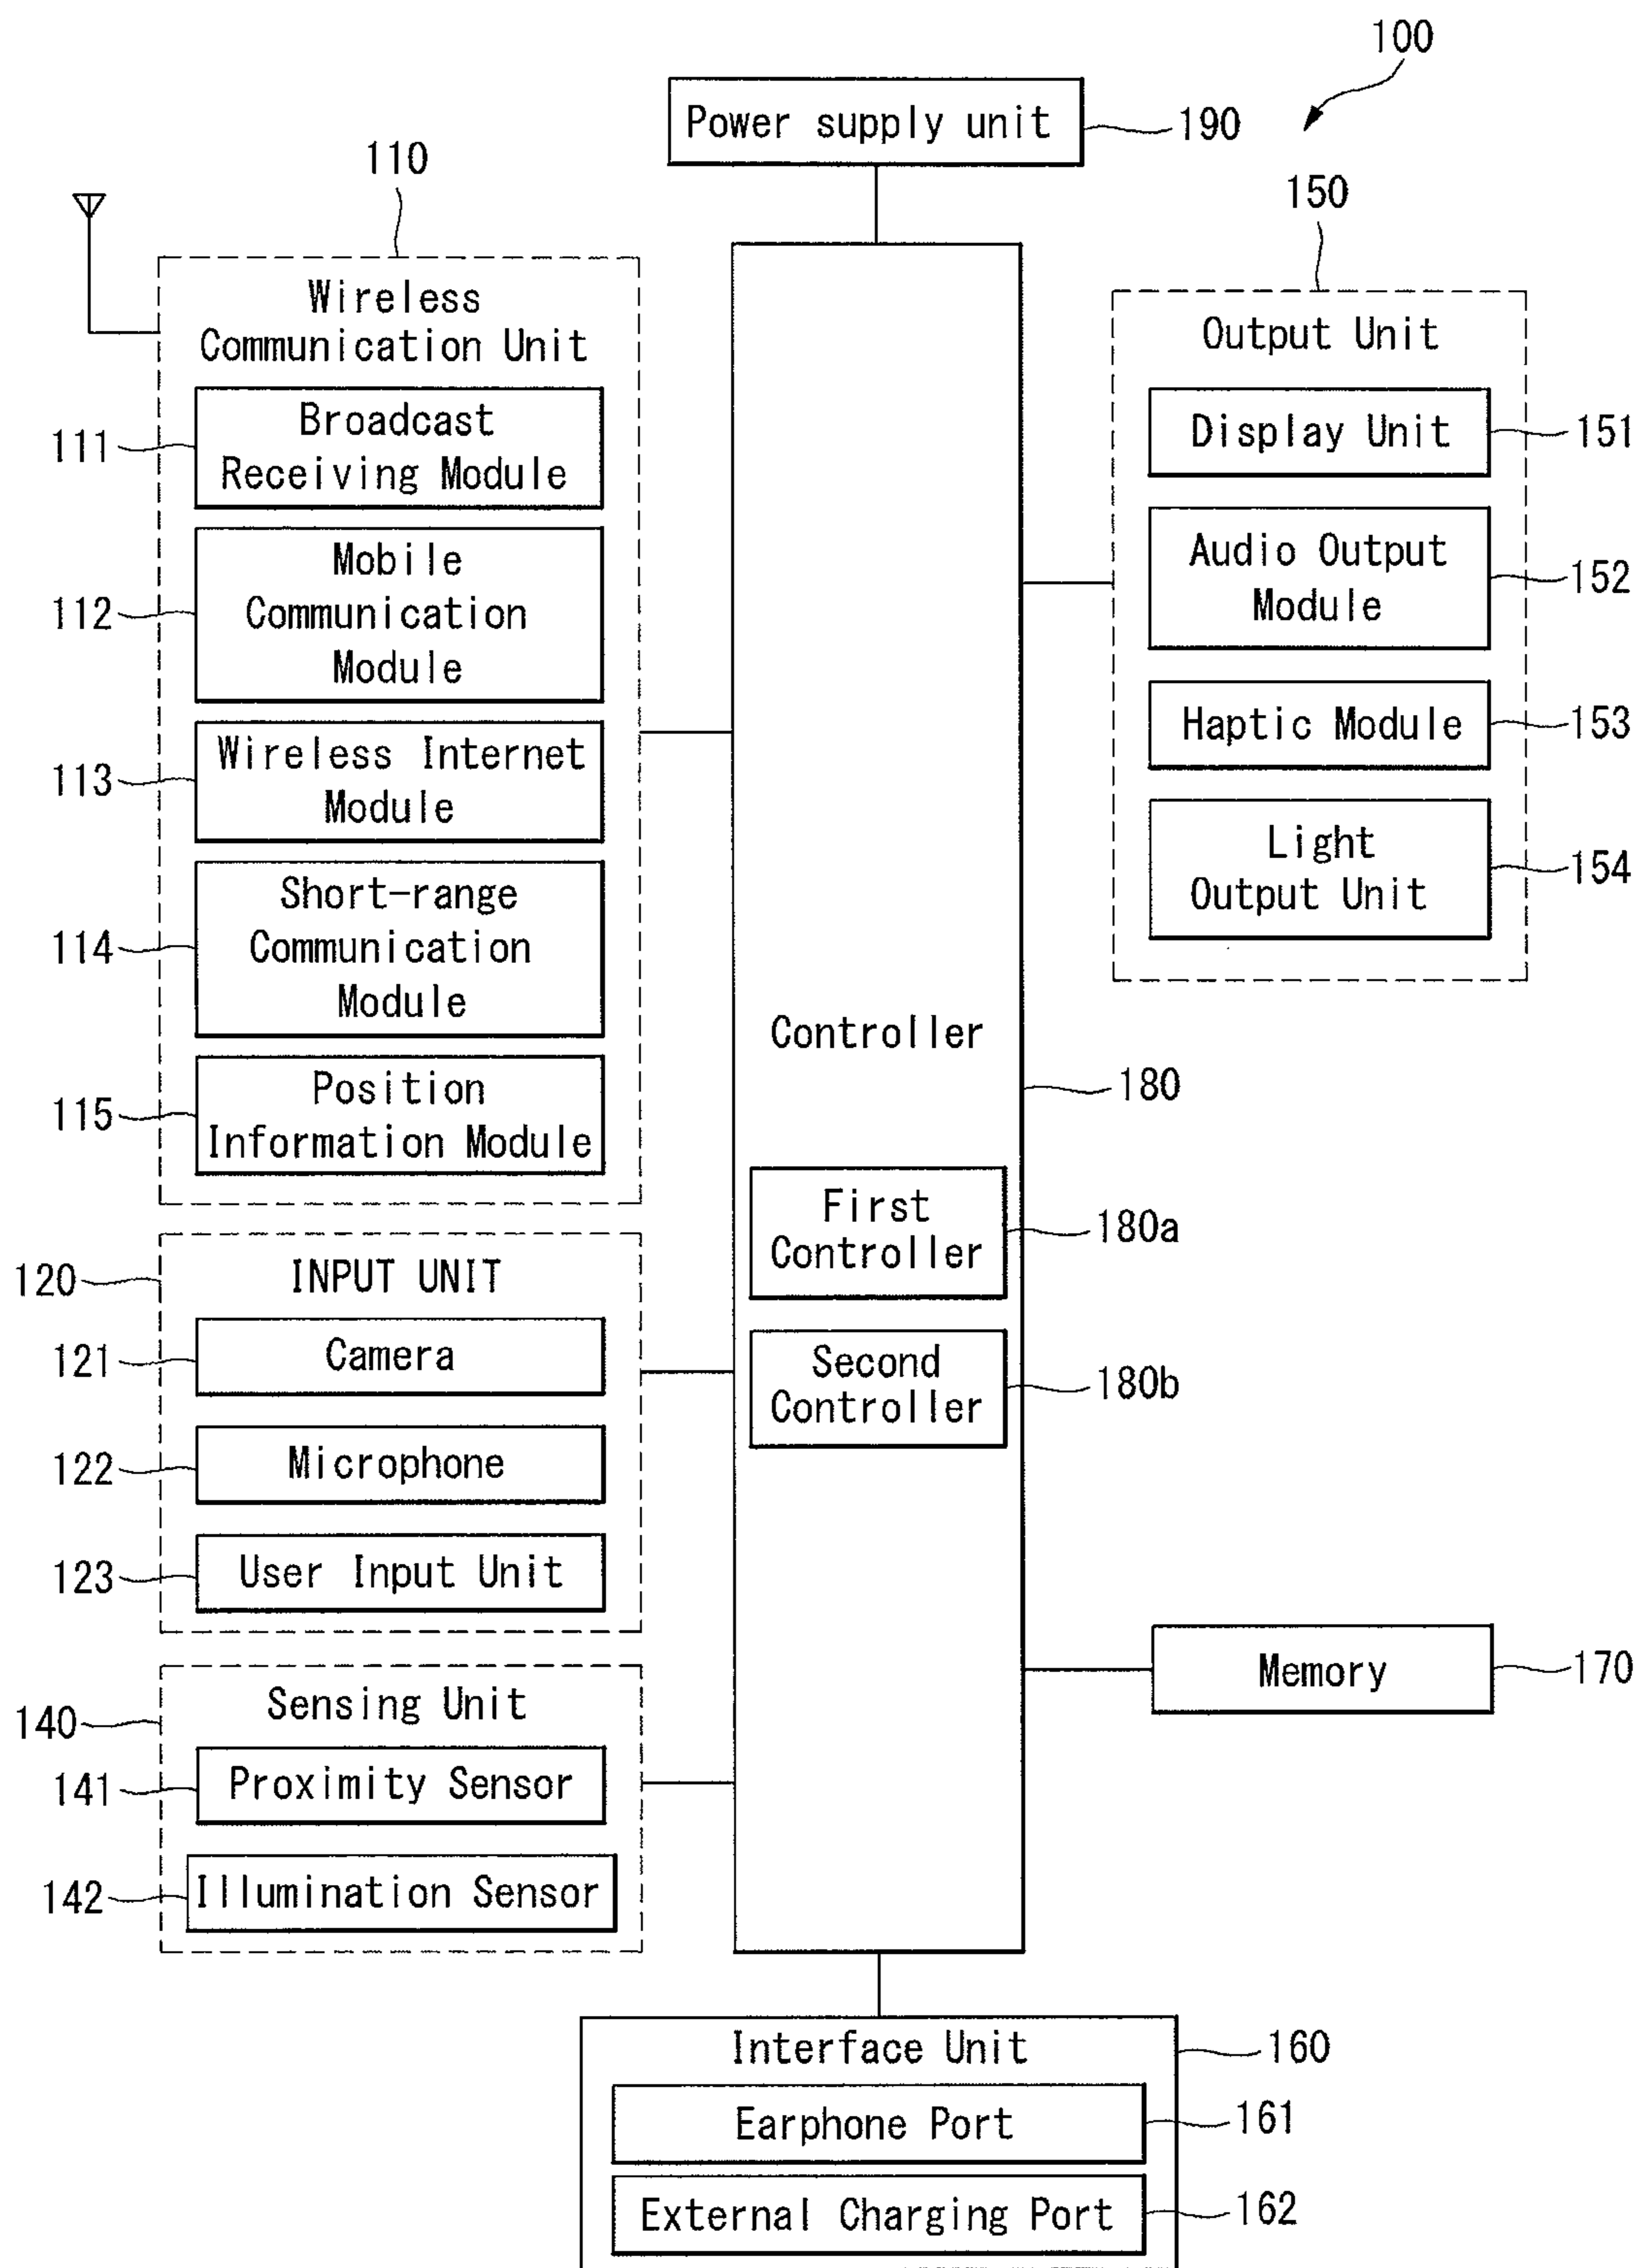 100
Power supply unit
190
110
Wireless
Communication Unit
Broadcast
Receiving Module
111
Mobile
Communication
Module
112
Wireless Internet
Module
113
Short-range
Communication
Module
114
Position
Information Module
115
120
INPUT UNIT
Camera
121
Microphone
122
User Input Unit
123
140
Sensing Unit
Proximity Sensor
141
Illumination Sensor
142
Controller
180
First
Controller
180a
Second
Controller
180b
150
Output Unit
Display Unit
151
Audio Output
Module
152
Haptic Module
153
Light
Output Unit
154
Memory
170
Interface Unit
160
Earphone Port
161
External Charging Port
162